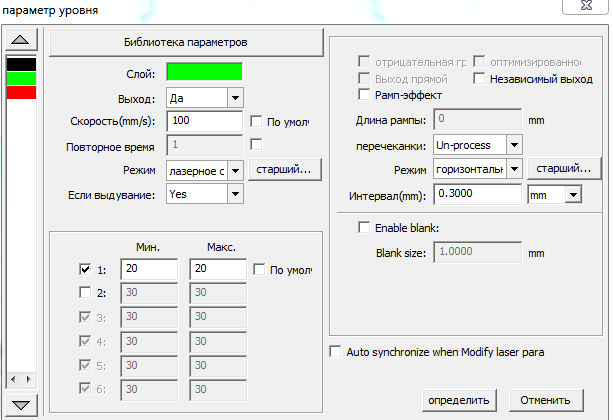 параметр уровня
Библиотека параметров
Слой:
Выход: Да
Скорость(mm/s): 100 По умолч
Повторное время 1
Режим лазерное с старший...
Если выдувание: Yes
Мин. Макс.
1: 20 20 По умолч
2: 30 30
3: 30 30
4: 30 30
5: 30 30
6: 30 30
отрицательная гр оптимизированно
Выход прямой Независимый выход
Рамп-эффект
Длина рампы: 0 mm
перечеканки: Un-process
Режим горизонтальн старший...
Интервал(mm): 0.3000 mm
Enable blank:
Blank size: 1.0000 mm
Auto synchronize when Modify laser para
определить Отменить